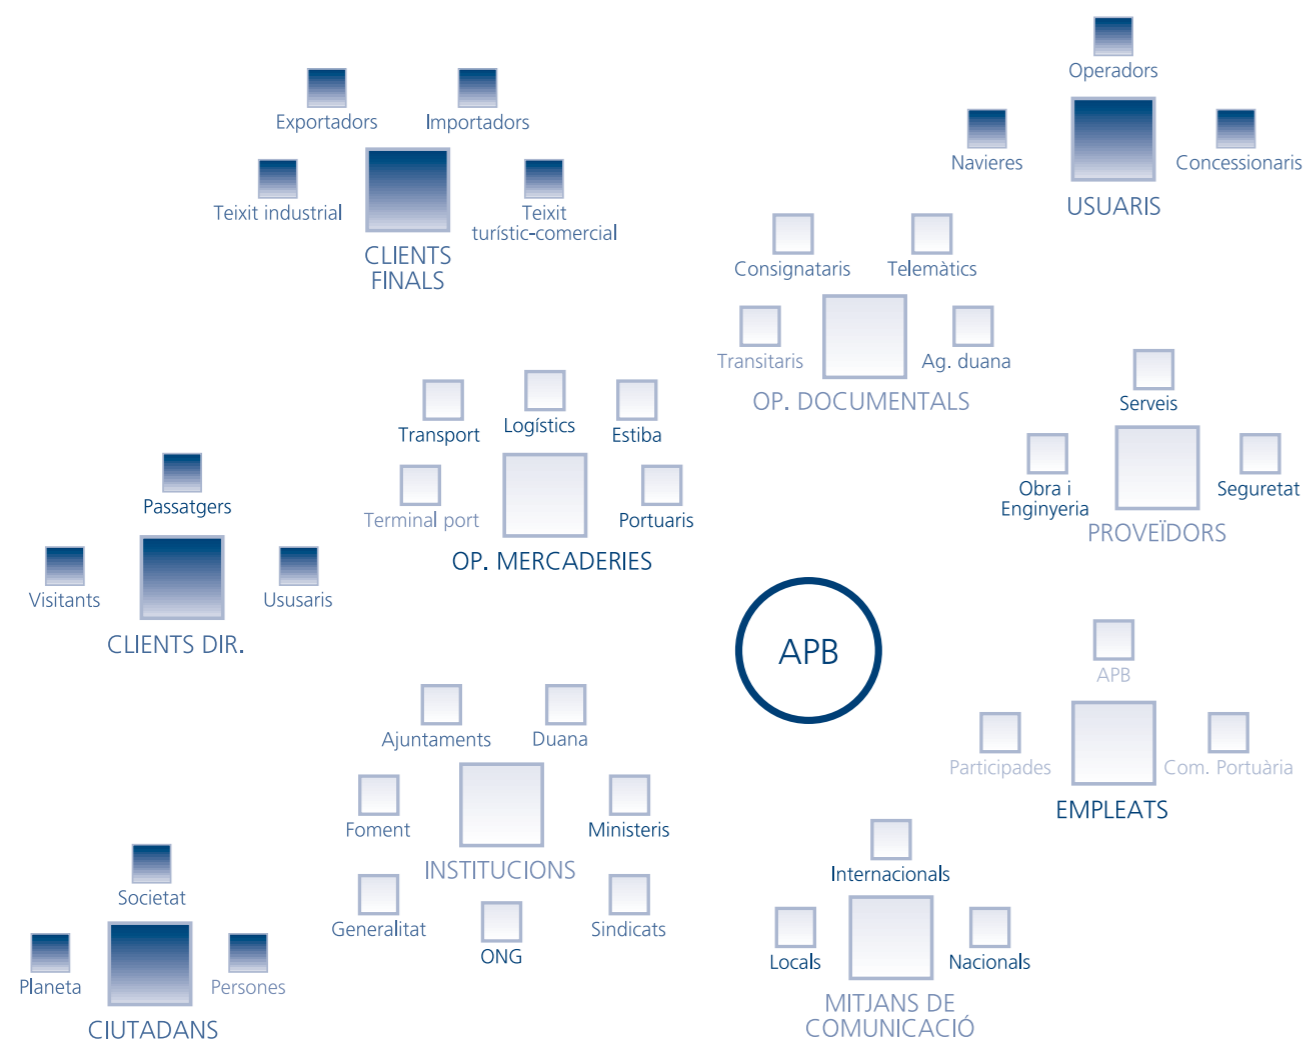 Operadors
Navieres
Concessionaris
USUARIS
Exportadors
Importadors
Teixit industrial
Teixit
turístic-comercial
CLIENTS
FINALS
Consignataris
Telemàtics
Transitaris
Ag. duana
OP. DOCUMENTALS
Transport
Logístics
Estiba
Terminal port
Portuaris
OP. MERCADERIES
Serveis
Obra i
Enginyeria
Seguretat
PROVEÏDORS
Passatgers
Visitants
Ususaris
CLIENTS DIR.
APB
APB
Participades
Com. Portuària
EMPLEATS
Ajuntaments
Duana
Foment
Ministeris
INSTITUCIONS
Generalitat
ONG
Sindicats
Internacionals
Locals
Nacionals
MITJANS DE
COMUNICACIÓ
Societat
Planeta
Persones
CIUTADANS